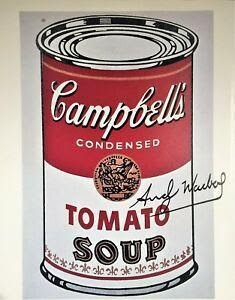 Campbell's
CONDENSED
Andy Warhol
TOMATO
SOUP